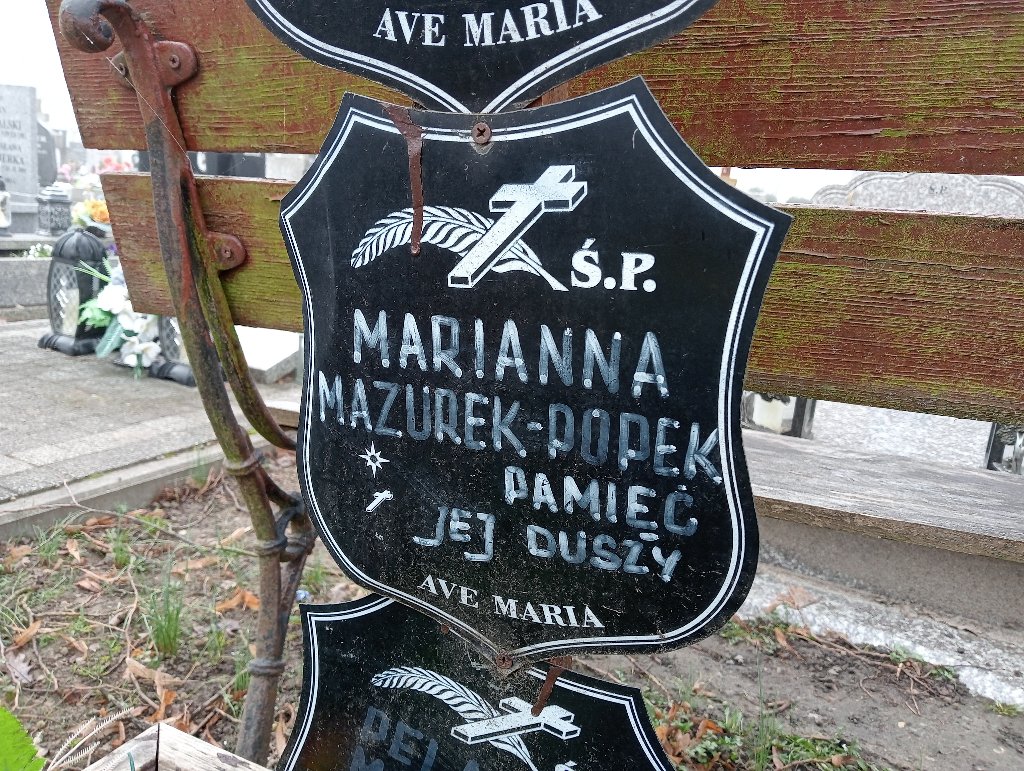 AVE MARIA
Ś.P.
MARIANNA
MAZUREK-POPEK
PAMIĘĆ
JEJ DUSZY
AVE MARIA